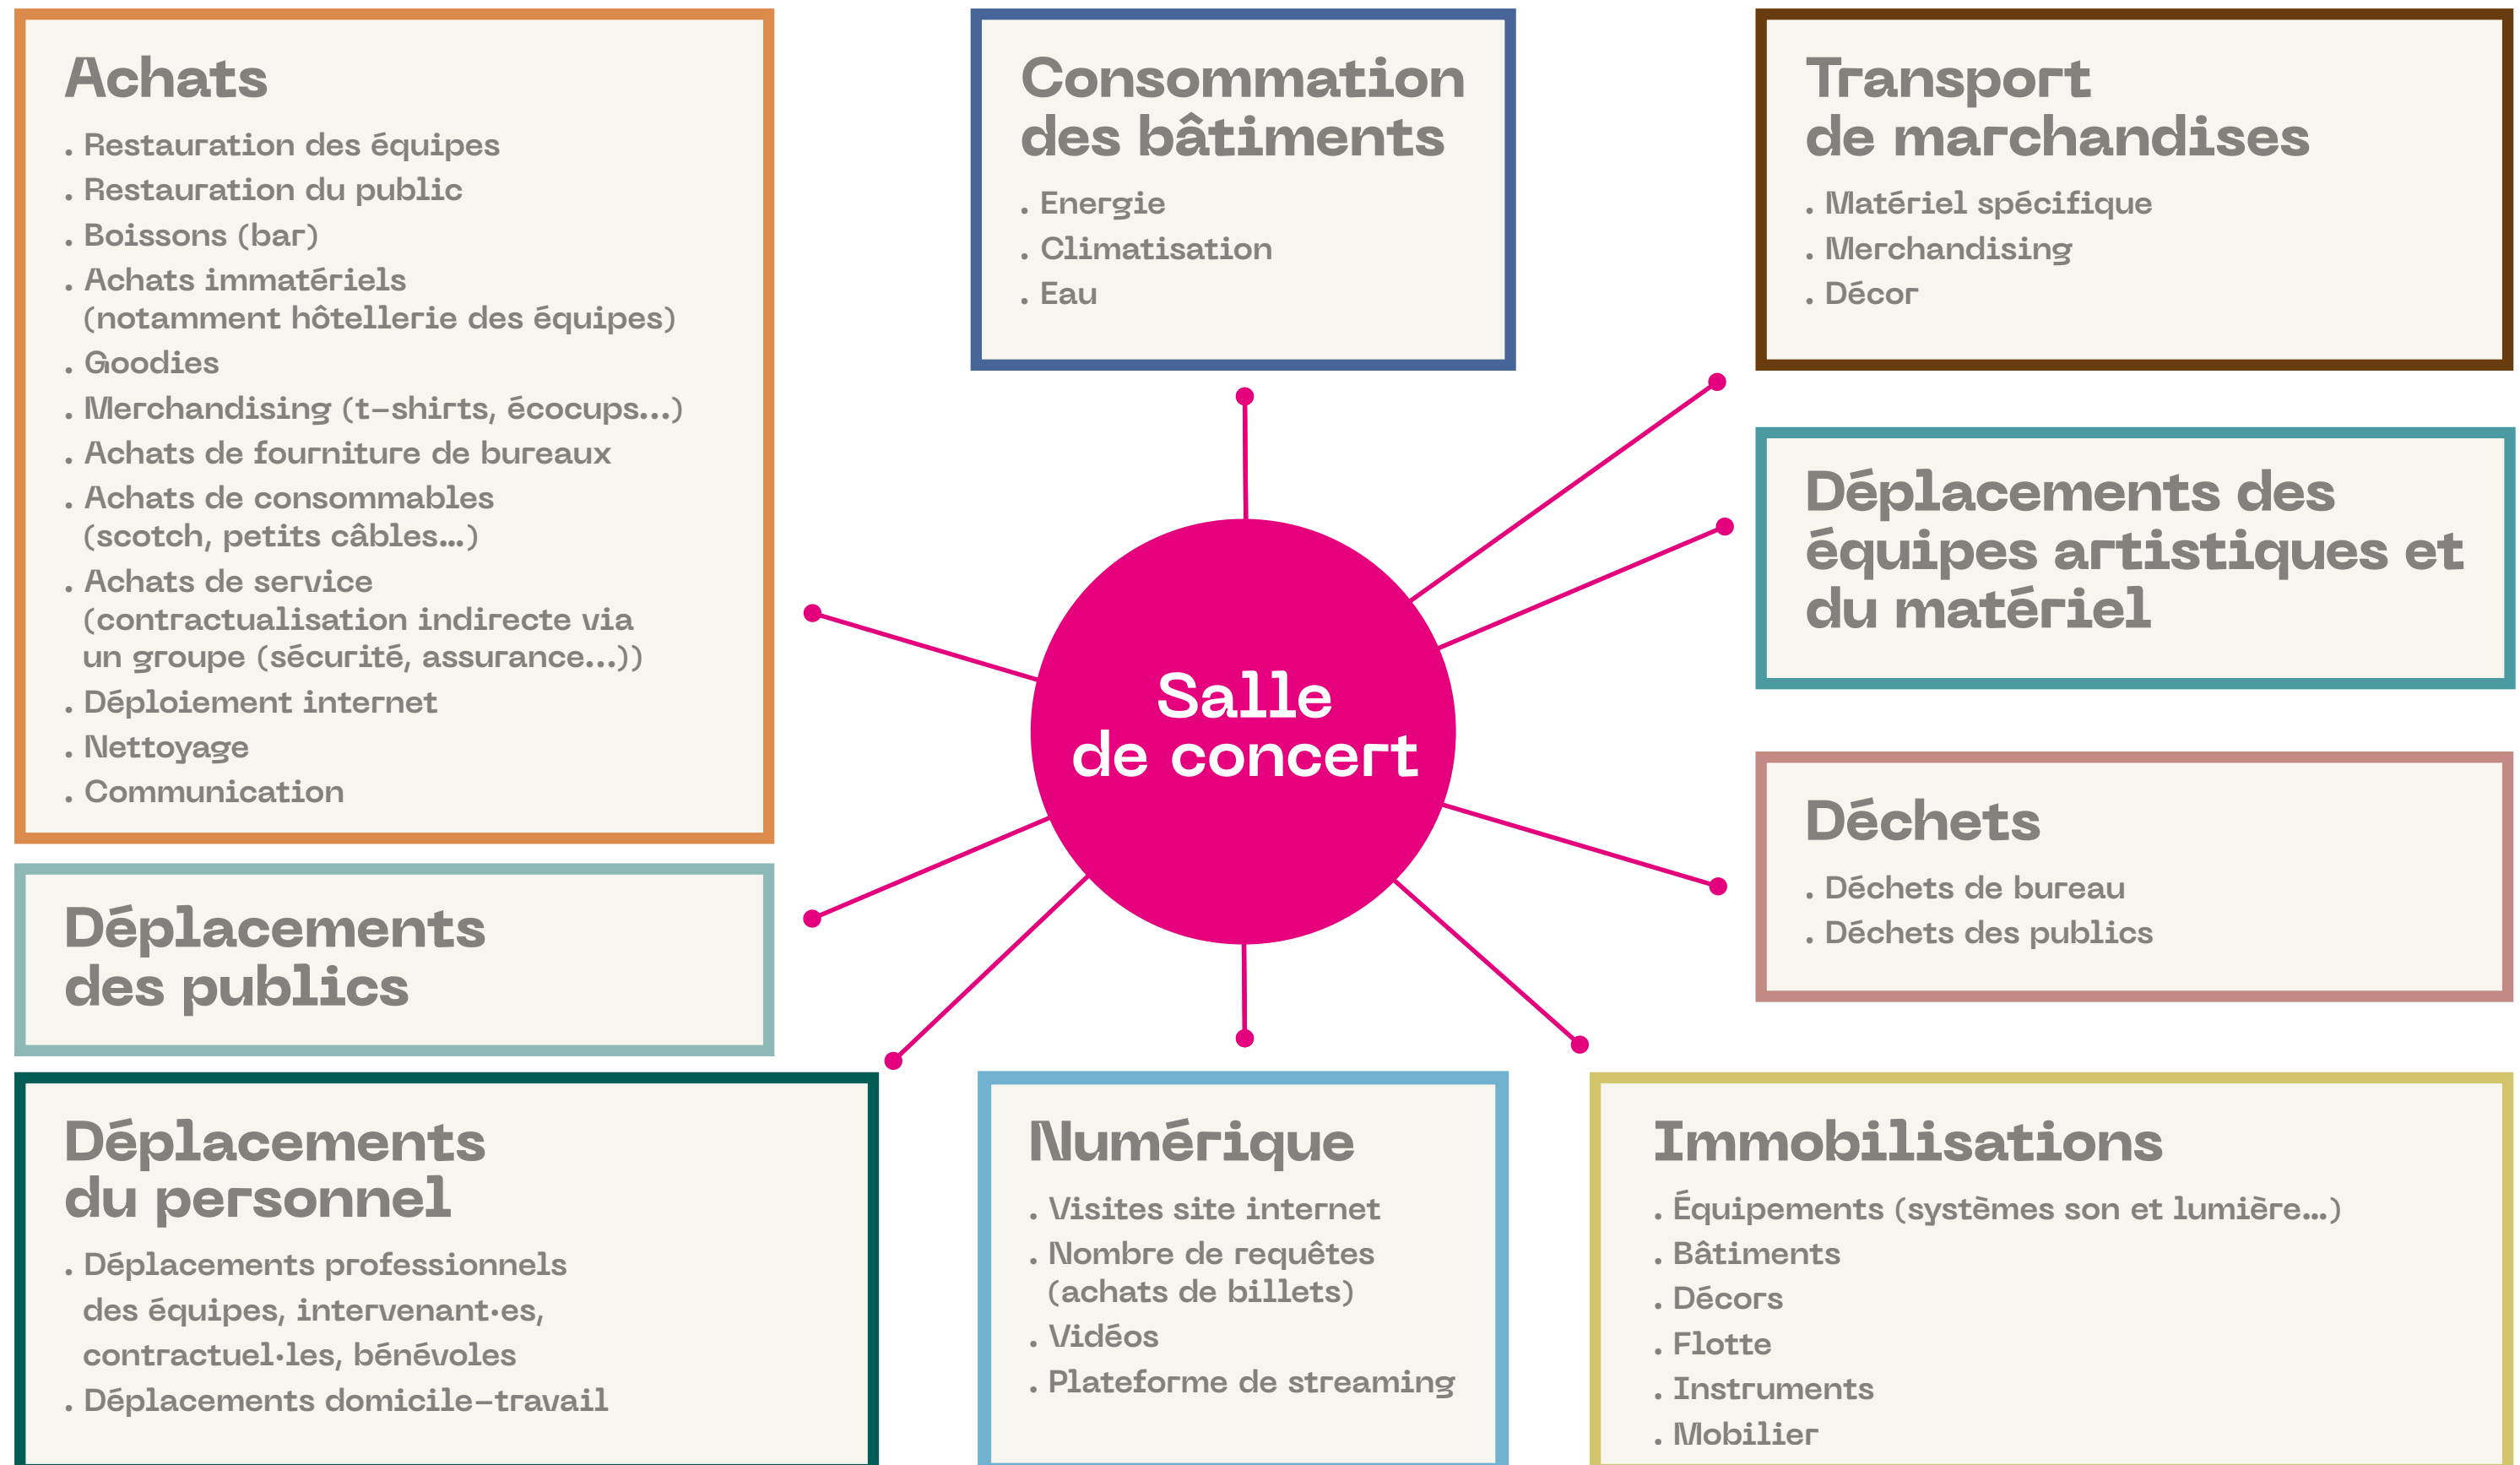 Achats
. Restauration des équipes
. Restauration du public
. Boissons (bar)
. Achats immatériels
(notamment hôtellerie des équipes)
. Goodies
. Merchandising (t-shirts, écocups...)
. Achats de fourniture de bureaux
. Achats de consommables
(scotch, petits câbles...)
. Achats de service
(contractualisation indirecte via
un groupe (sécurité, assurance...))
. Déploiement internet
. Nettoyage
. Communication
Consommation
des bâtiments
. Energie
. Climatisation
. Eau
Transport
de marchandises
. Matériel spécifique
. Merchandising
. Décor
Déplacements des
équipes artistiques et
du matériel
Salle
de concert
Déchets
. Déchets de bureau
. Déchets des publics
Déplacements
des publics
Déplacements
du personnel
. Déplacements professionnels
des équipes, intervenant·es,
contractuel·les, bénévoles
. Déplacements domicile-travail
Numérique
. Visites site internet
. Nombre de requêtes
(achats de billets)
. Vidéos
. Plateforme de streaming
Immobilisations
. Équipements (systèmes son et lumière...)
. Bâtiments
. Décors
. Flotte
. Instruments
. Mobilier